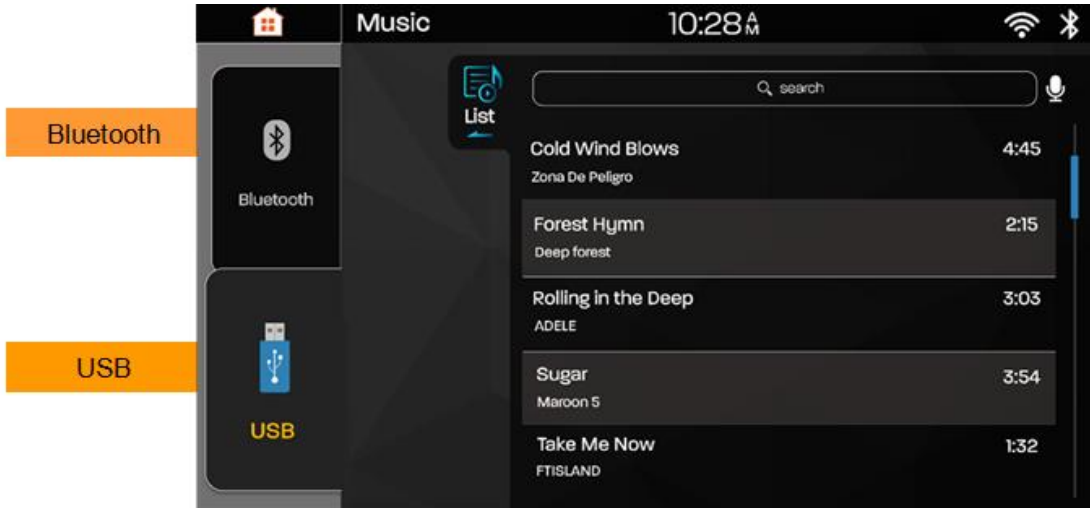 Music
10:28 AM
Bluetooth
Bluetooth
USB
USB
List
search
Cold Wind Blows
4:45
Zona De Peligro
Forest Hymn
2:15
Deep forest
Rolling in the Deep
3:03
ADELE
Sugar
3:54
Maroon 5
Take Me Now
1:32
FTISLAND